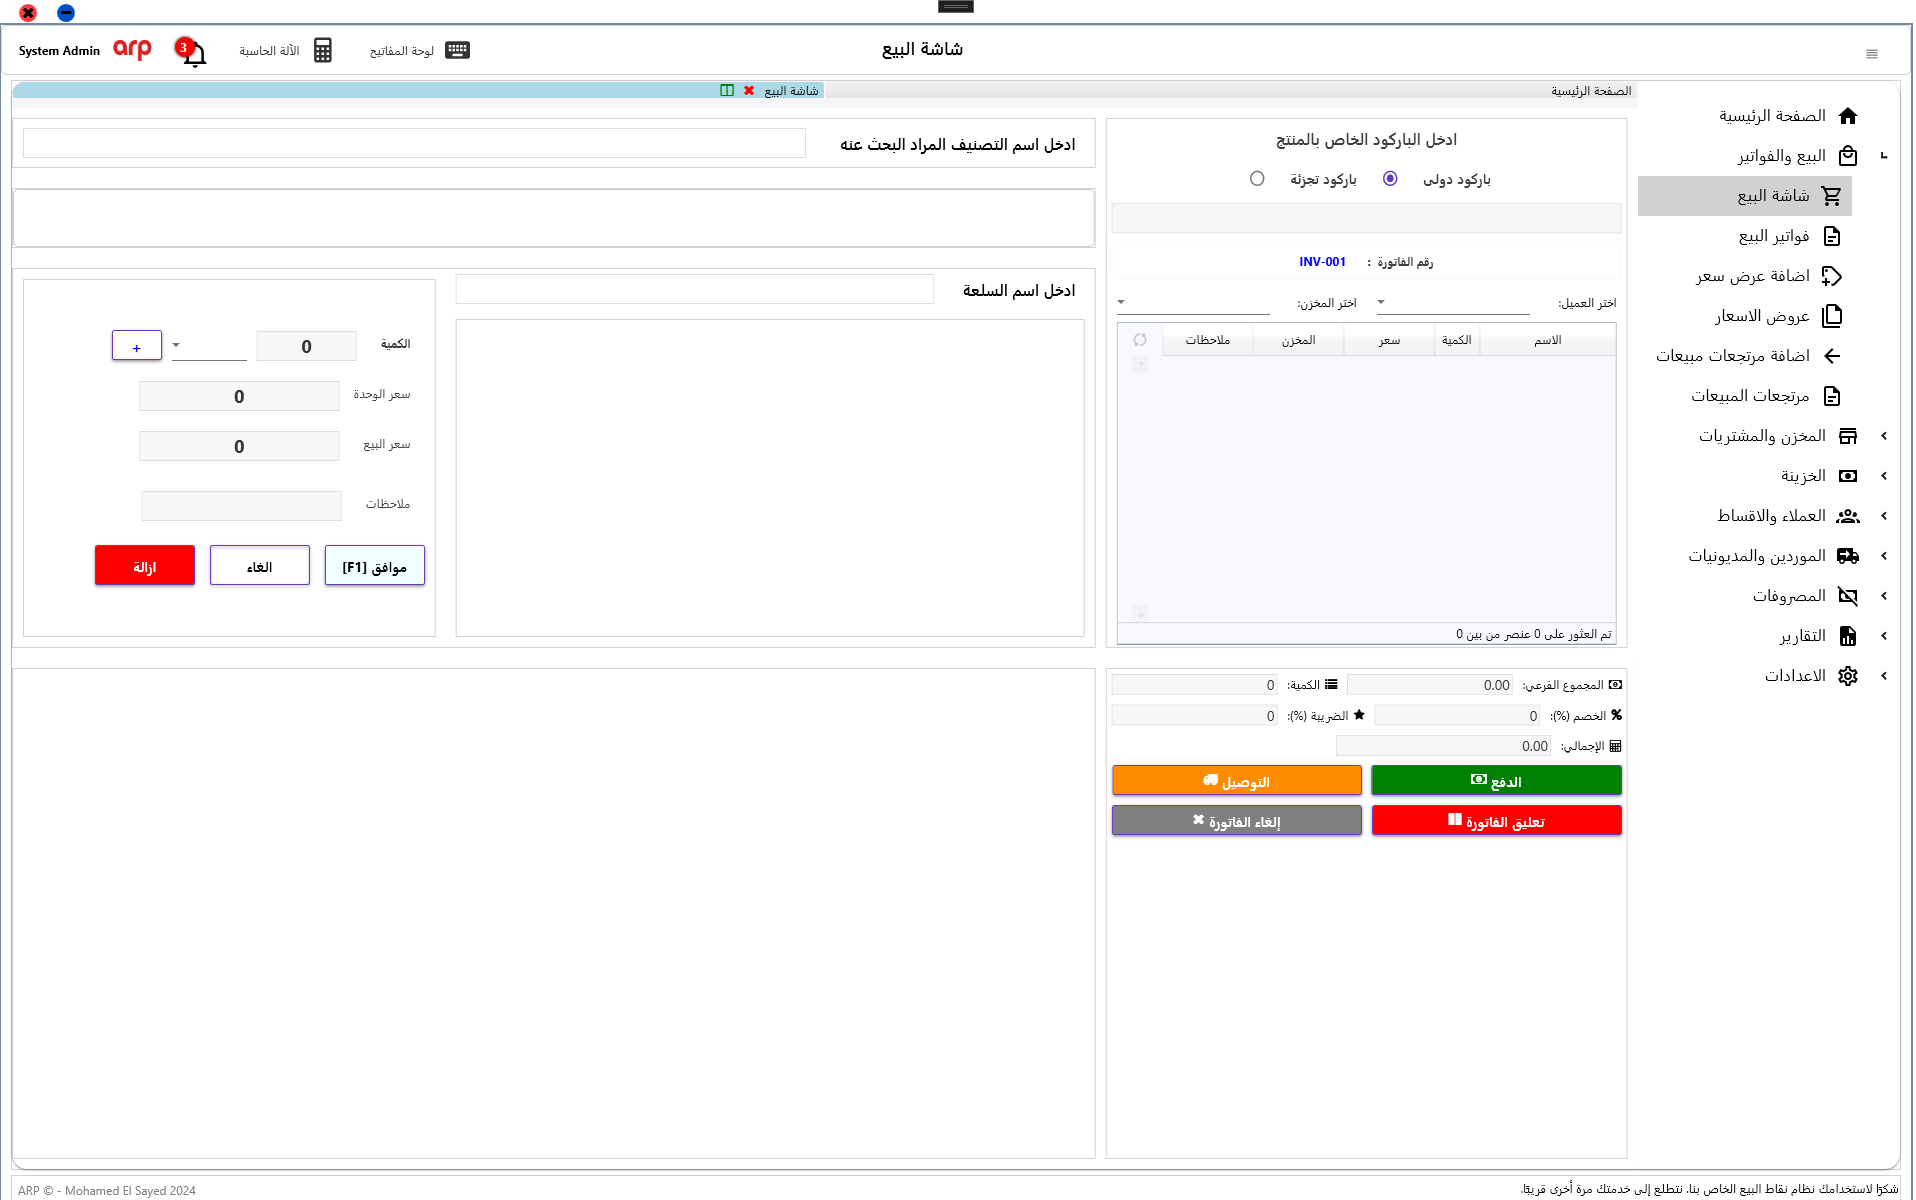 System Admin
arp
3
الآلة الحاسبة
لوحة المفاتيح
شاشة البيع
الصفحة الرئيسية
شاشة البيع
الصفحة الرئيسية
البيع والفواتير
شاشة البيع
فواتير البيع
اضافة عرض سعر
عروض الاسعار
اضافة مرتجعات مبيعات
مرتجعات المبيعات
المخزن والمشتريات
الخزينة
العملاء والاقساط
الموردين والمديونيات
المصروفات
التقارير
الاعدادات
ادخل الباركود الخاص بالمنتج
باركود دولى
باركود تجزئة
رقم الفاتورة : INV-001
اختر العميل:
اختر المخزن:
الاسم الكمية سعر المخزن ملاحظات
تم العثور على 0 عنصر من بين 0
المجموع الفرعي: 0.00
الكمية: 0
الخصم (%): 0
الضريبة (%): 0
الإجمالي: 0.00
الدفع
التوصيل
تعليق الفاتورة
إلغاء الفاتورة
ادخل اسم التصنيف المراد البحث عنه
ادخل اسم السلعة
الكمية 0 +
سعر الوحدة 0
سعر البيع 0
ملاحظات
موافق [F1]
الغاء
ازالة
شكرًا لاستخدامك نظام نقاط البيع الخاص بنا. نتطلع إلى خدمتك مرة أخرى قريبًا.
ARP © - Mohamed El Sayed 2024